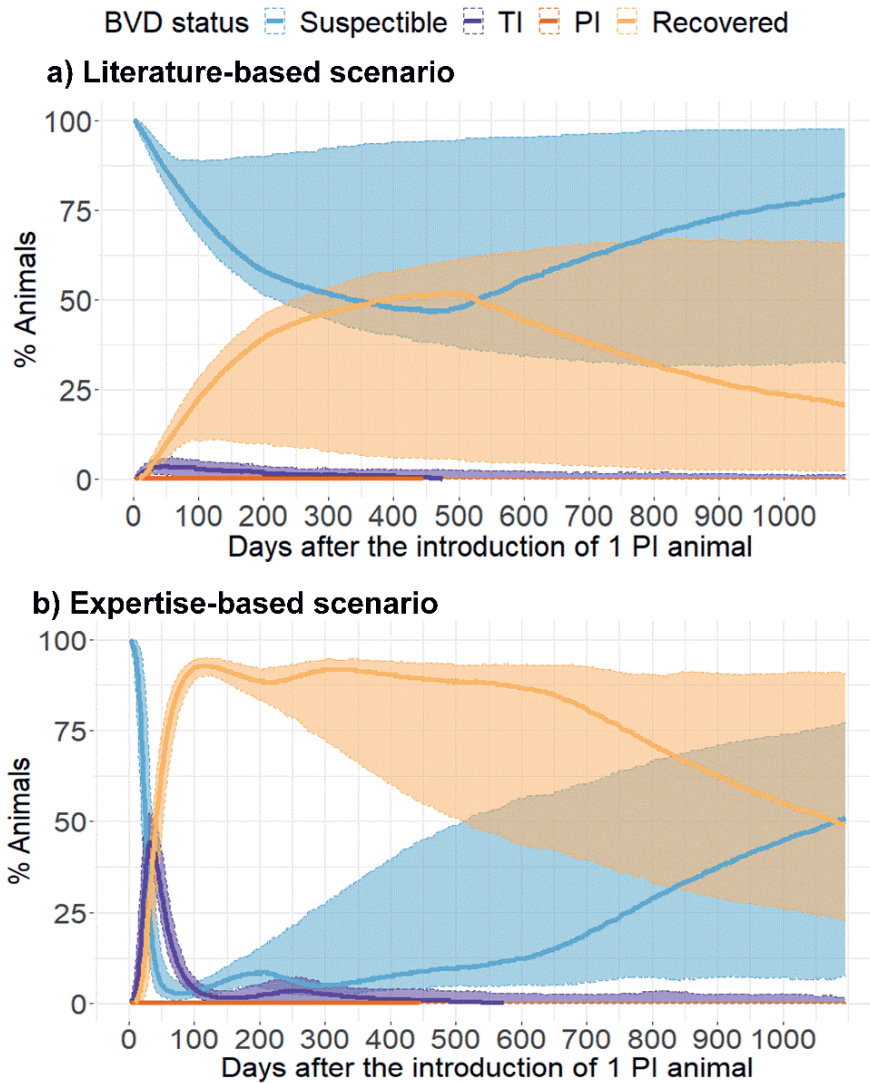 BVD status Suspectible TI PI Recovered
a) Literature-based scenario
% Animals
100
75
50
25
0
0 100 200 300 400 500 600 700 800 900 1000
Days after the introduction of 1 PI animal
b) Expertise-based scenario
% Animals
100
75
50
25
0
0 100 200 300 400 500 600 700 800 900 1000
Days after the introduction of 1 PI animal